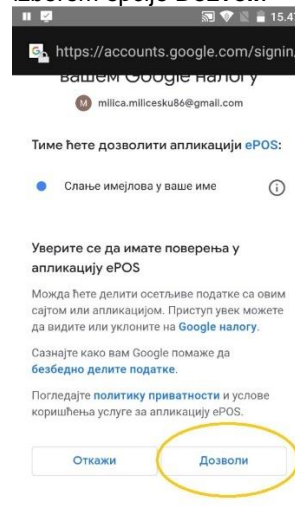 15.4
https://accounts.google.com/signin/
вашем Google налогу
M milica.milicesku86@gmail.com
Тиме ћете дозволити апликацији ePOS:
Слање имејлова у ваше име
Уверите се да имате поверења у
апликацију ePOS
Можда ћете делити осетљиве податке са овим
сајтом или апликацијом. Приступ увек можете
да видите или уклоните на Google налогу.
Сазнајте како вам Google помаже да
безбедно делите податке.
Погледајте политику приватности и услове
коришћења услуге за апликацију ePOS.
Откажи Дозволи